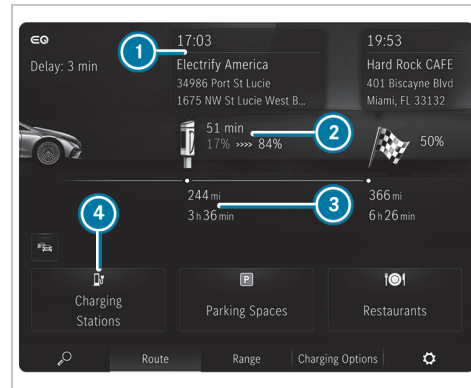 EQ
Delay: 3 min
17:03
Electrify America
34986 Port St Lucie
1675 NW St Lucie West B...
19:53
Hard Rock CAFE
401 Biscayne Blvd
Miami, FL 33132
1
51 min
17% »»» 84%
2
50%
244 mi
3 h 36 min
3
366 mi
6 h 26 min
4
P
Charging
Stations
Parking Spaces
Restaurants
Route
Range
Charging Options